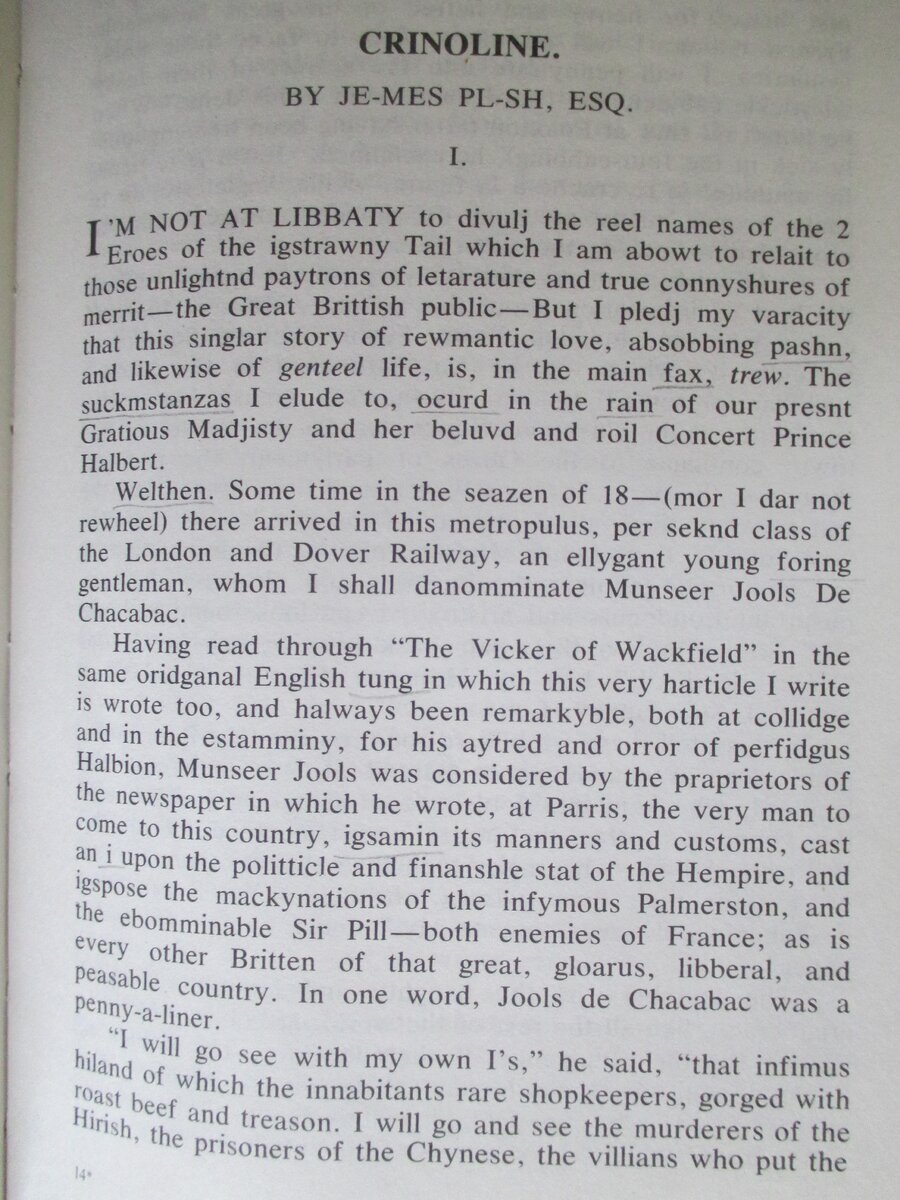 CRINOLINE.
BY JE-MES PL-SH, ESQ.
I.
I'M NOT AT LIBBATY to divulj the reel names of the 2
Eroes of the igstrawny Tail which I am abowt to relait to
those unlightnd paytrons of letarature and true connyshures of
merrit—the Great Brittish public—But I pledj my varacity
that this singlar story of rewmantic love, absobbing pashn,
and likewise of genteel life, is, in the main fax, trew. The
suckmstanzas I elude to, ocurd in the rain of our presnt
Gratious Madjisty and her beluvd and roil Concert Prince
Halbert.
Welthen. Some time in the seazen of 18—(mor I dar not
rewheel) there arrived in this metropulus, per seknd class of
the London and Dover Railway, an ellygant young foring
gentleman, whom I shall danomminate Munseer Jools De
Chacabac.
Having read through "The Vicker of Wackfield" in the
same oridganal English tung in which this very harticle I write
is wrote too, and halways been remarkyble, both at collidge
and in the estamminy, for his aytred and orror of perfidgus
Halbion, Munseer Jools was considered by the praprietors of
the newspaper in which he wrote, at Parris, the very man to
come to this country, igsamin its manners and customs, cast
an i upon the politticle and finanshle stat of the Hempire, and
igspose the mackynations of the infymous Palmerston, and
the ebomminable Sir Pill—both enemies of France; as is
every other Britten of that great, gloarus, libberal, and
peasable country. In one word, Jools de Chacabac was a
penny-a-liner.
"I will go see with my own I's," he said, "that infimus
hiland of which the innabitants rare shopkeepers, gorged with
roast beef and treason. I will go and see the murderers of the
Hirish, the prisoners of the Chynese, the villians who put the
14*